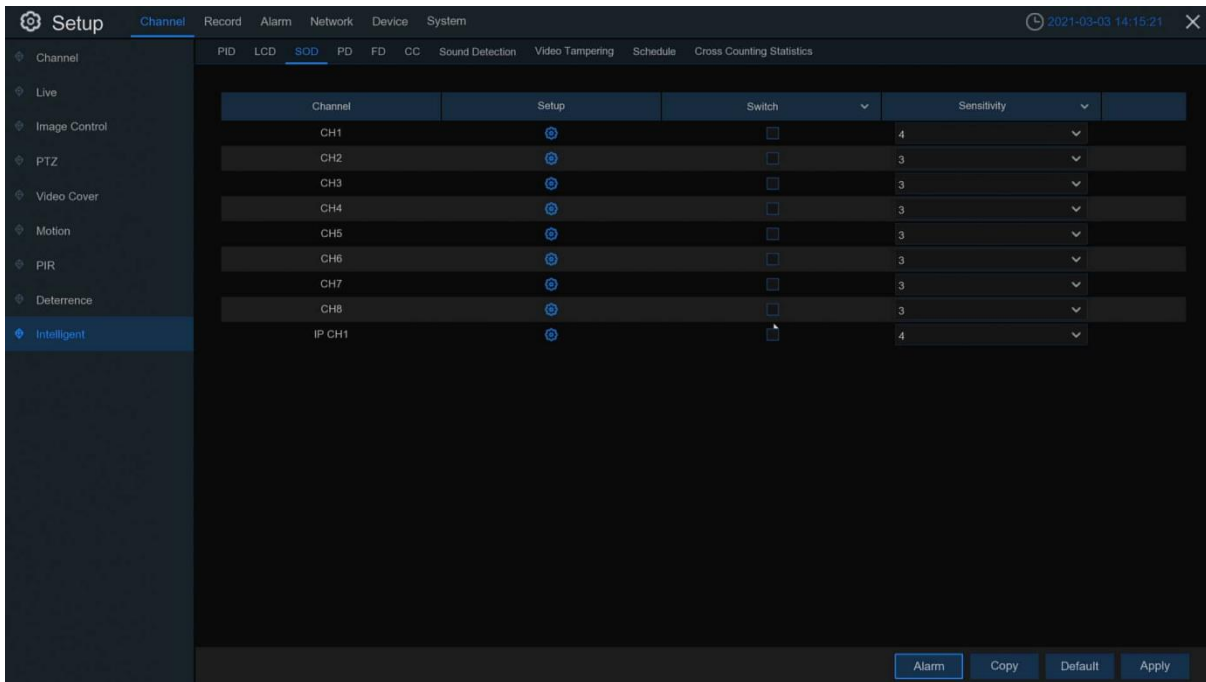 Setup Channel Record Alarm Network Device System 2021-03-03 14:15:21
Channel
Live
Image Control
PTZ
Video Cover
Motion
PIR
Deterrence
Intelligent
PID LCD SOD PD FD CC Sound Detection Video Tampering Schedule Cross Counting Statistics
Channel Setup Switch Sensitivity
CH1 4
CH2 3
CH3 3
CH4 3
CH5 3
CH6 3
CH7 3
CH8 3
IP CH1 4
Alarm Copy Default Apply